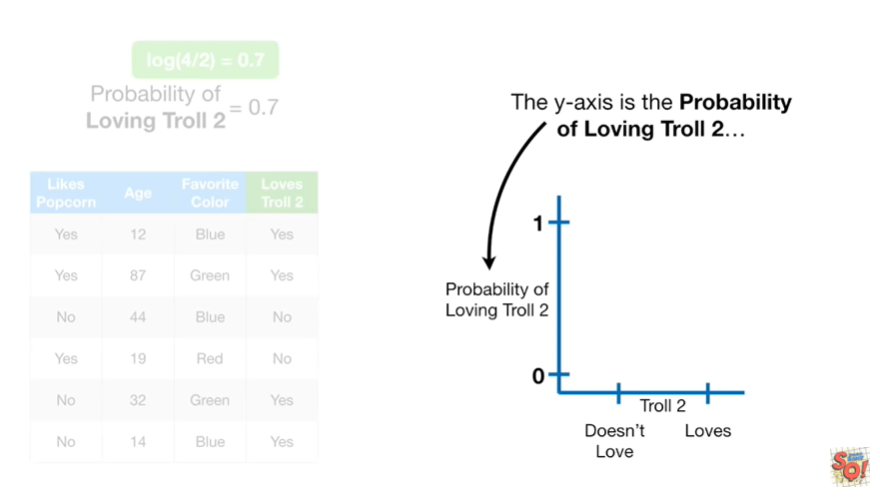 log(4/2) = 0.7
Probability of
Loving Troll 2 = 0.7
Likes Popcorn Age Favorite Color Loves Troll 2
Yes 12 Blue Yes
Yes 87 Green Yes
No 44 Blue No
Yes 19 Red No
No 32 Green Yes
No 14 Blue Yes
The y-axis is the Probability
of Loving Troll 2…
1
Probability of
Loving Troll 2
0
Troll 2
Doesn't
Love
Loves
SQ!